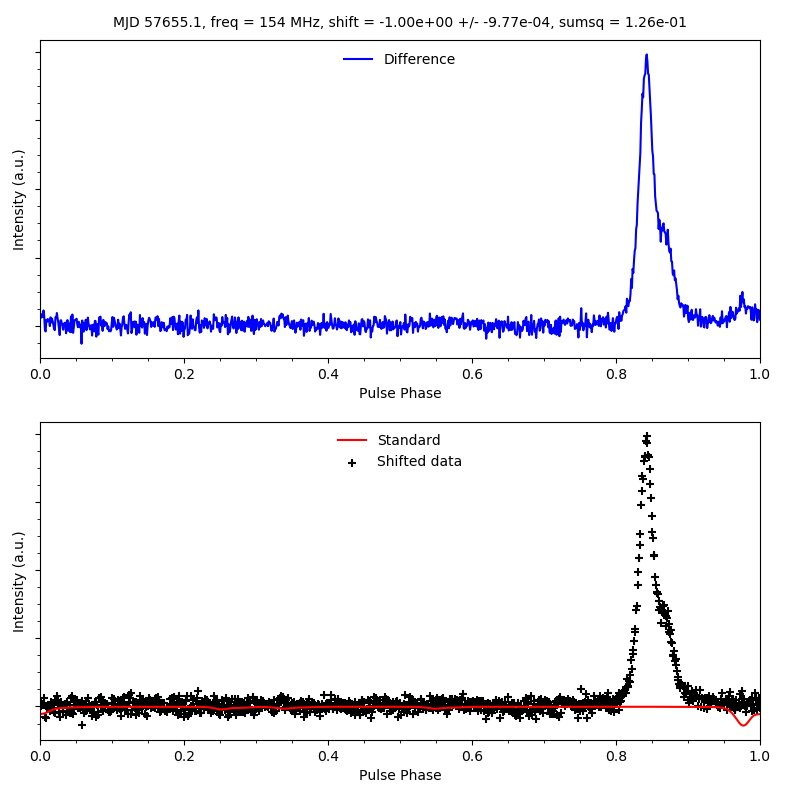 MJD 57655.1, freq = 154 MHz, shift = -1.00e+00 +/- -9.77e-04, sumsq = 1.26e-01
Difference
Intensity (a.u.)
0.0 0.2 0.4 0.6 0.8 1.0
Pulse Phase
Standard
Shifted data
Intensity (a.u.)
0.0 0.2 0.4 0.6 0.8 1.0
Pulse Phase